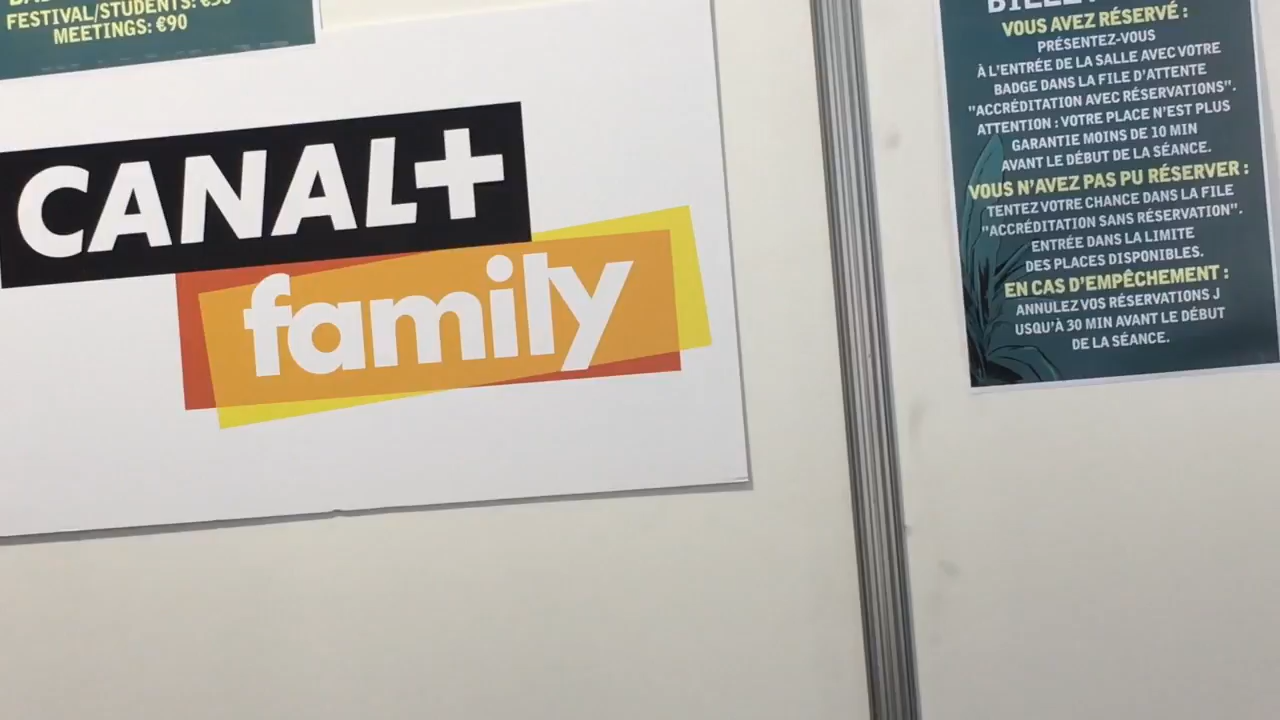 FESTIVAL/STUDENTS:
MEETINGS: €90
CANAL+
family
VOUS AVEZ RÉSERVÉ :
PRÉSENTEZ-VOUS
À L'ENTRÉE DE LA SALLE AVEC VOTRE
BADGE DANS LA FILE D'ATTENTE
"ACCRÉDITATION AVEC RÉSERVATIONS".
ATTENTION : VOTRE PLACE N'EST PLUS
GARANTIE MOINS DE 10 MIN
AVANT LE DÉBUT DE LA SÉANCE.
VOUS N'AVEZ PAS PU RÉSERVER :
TENTEZ VOTRE CHANCE DANS LA FILE
"ACCRÉDITATION SANS RÉSERVATION".
ENTRÉE DANS LA LIMITE
DES PLACES DISPONIBLES.
EN CAS D'EMPÊCHEMENT :
ANNULEZ VOS RÉSERVATIONS J
USQU'À 30 MIN AVANT LE DÉBUT
DE LA SÉANCE.